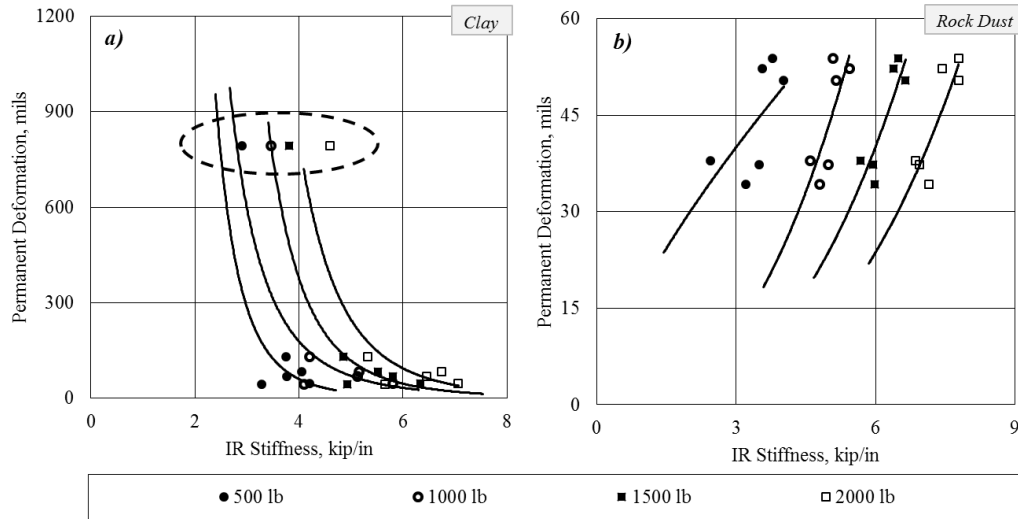 a)
Clay
1200
900
600
300
0
Permanent Deformation, mils
0 2 4 6 8
IR Stiffness, kip/in
b)
Rock Dust
60
45
30
15
0
Permanent Deformation, mils
0 3 6 9
IR Stiffness, kip/in
500 lb 1000 lb 1500 lb 2000 lb